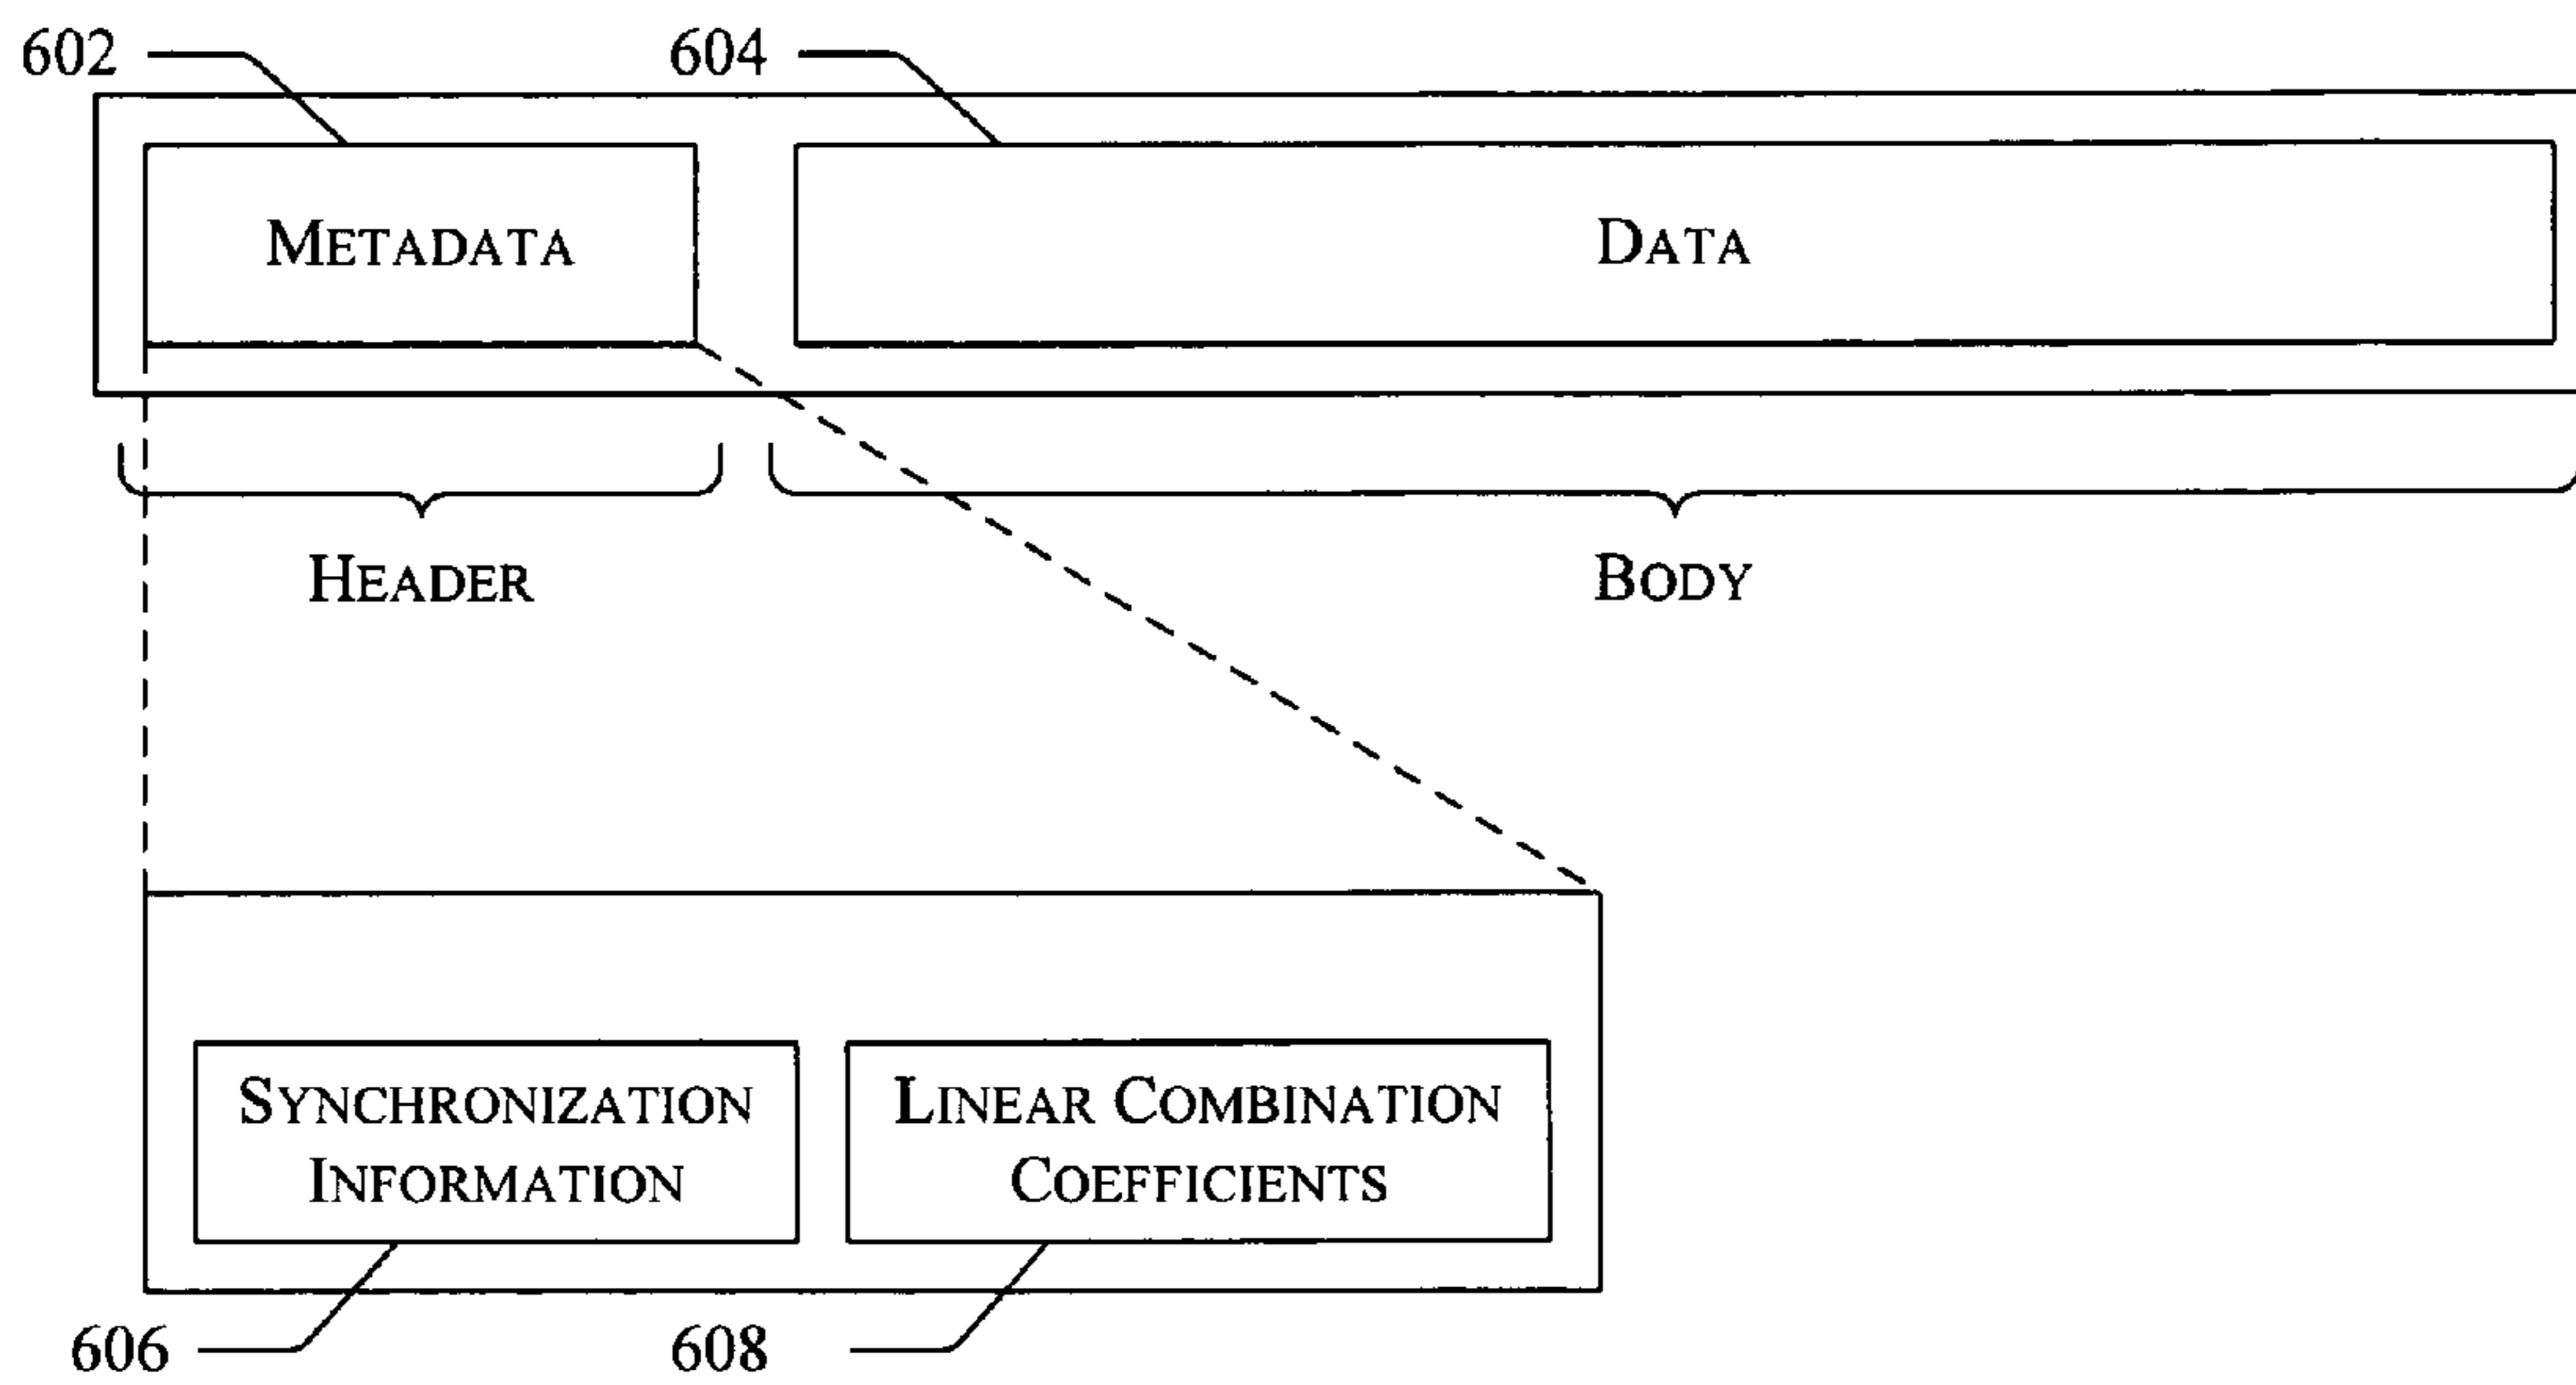 602
604
METADATA
DATA
HEADER
BODY
SYNCHRONIZATION
INFORMATION
LINEAR COMBINATION
COEFFICIENTS
606
608